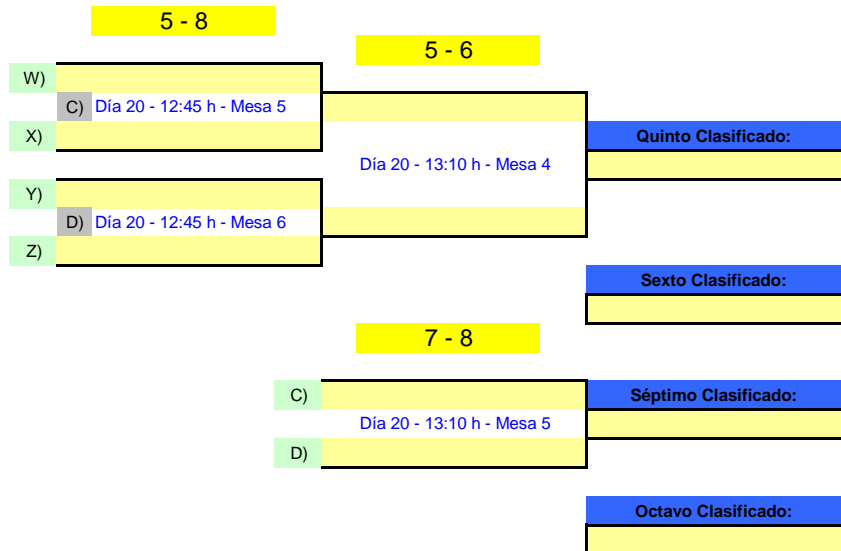 5 - 8
5 - 6
W)
C) Día 20 - 12:45 h - Mesa 5
X)
Quinto Clasificado:
Día 20 - 13:10 h - Mesa 4
Y)
D) Día 20 - 12:45 h - Mesa 6
Z)
Sexto Clasificado:
7 - 8
C)
Séptimo Clasificado:
Día 20 - 13:10 h - Mesa 5
D)
Octavo Clasificado: